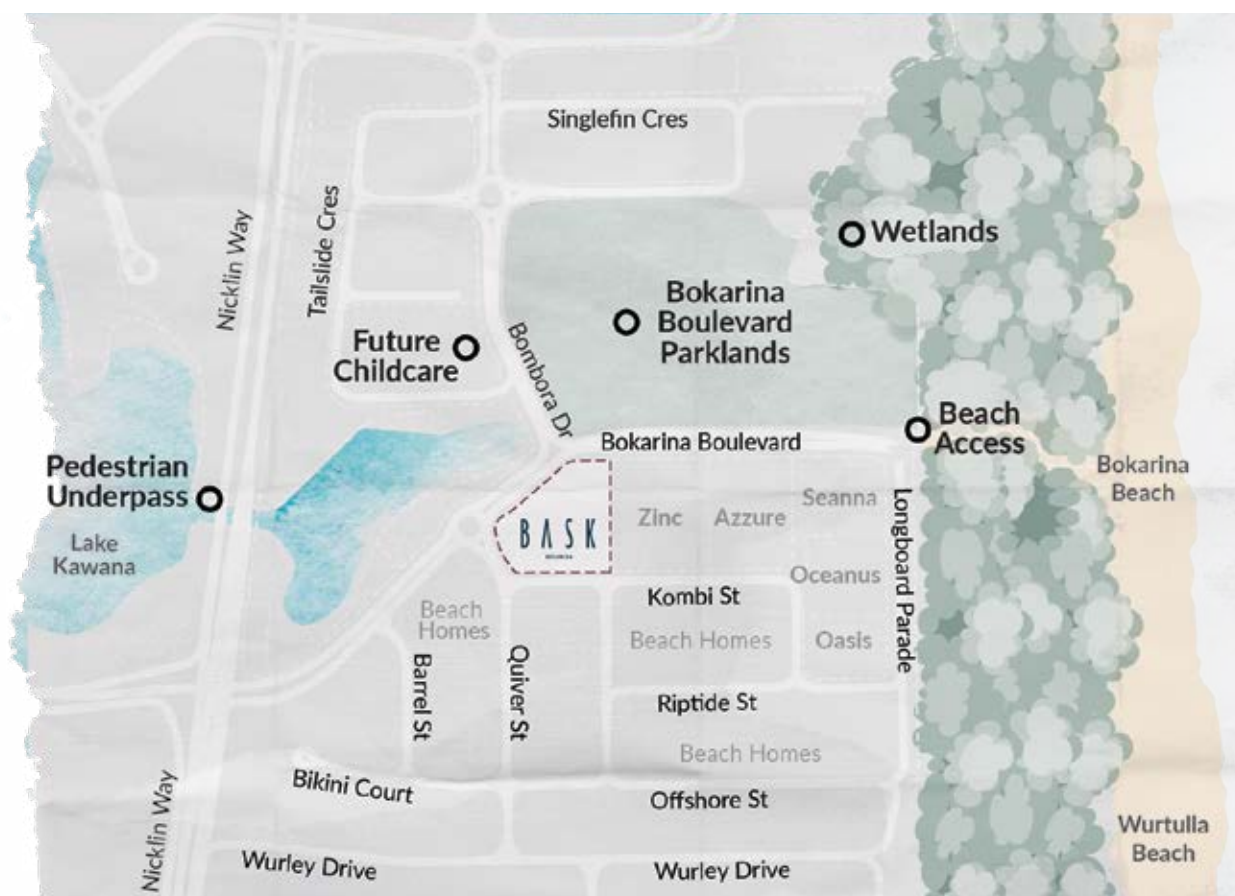 Singlefin Cres
Tailslide Cres
Nicklin Way
Wetlands
Bokarina
Boulevard
Parklands
Future
Childcare
Bombora Dr
Bokarina Boulevard
Beach
Access
Bokarina
Beach
Pedestrian
Underpass
Lake
Kawana
BASK
Zinc
Azzure
Seanna
Longboard Parade
Oceanus
Kombi St
Beach
Homes
Beach Homes
Oasis
Barrel St
Quiver St
Riptide St
Beach Homes
Bikini Court
Offshore St
Nicklin Way
Wurley Drive
Wurley Drive
Wurtulla
Beach